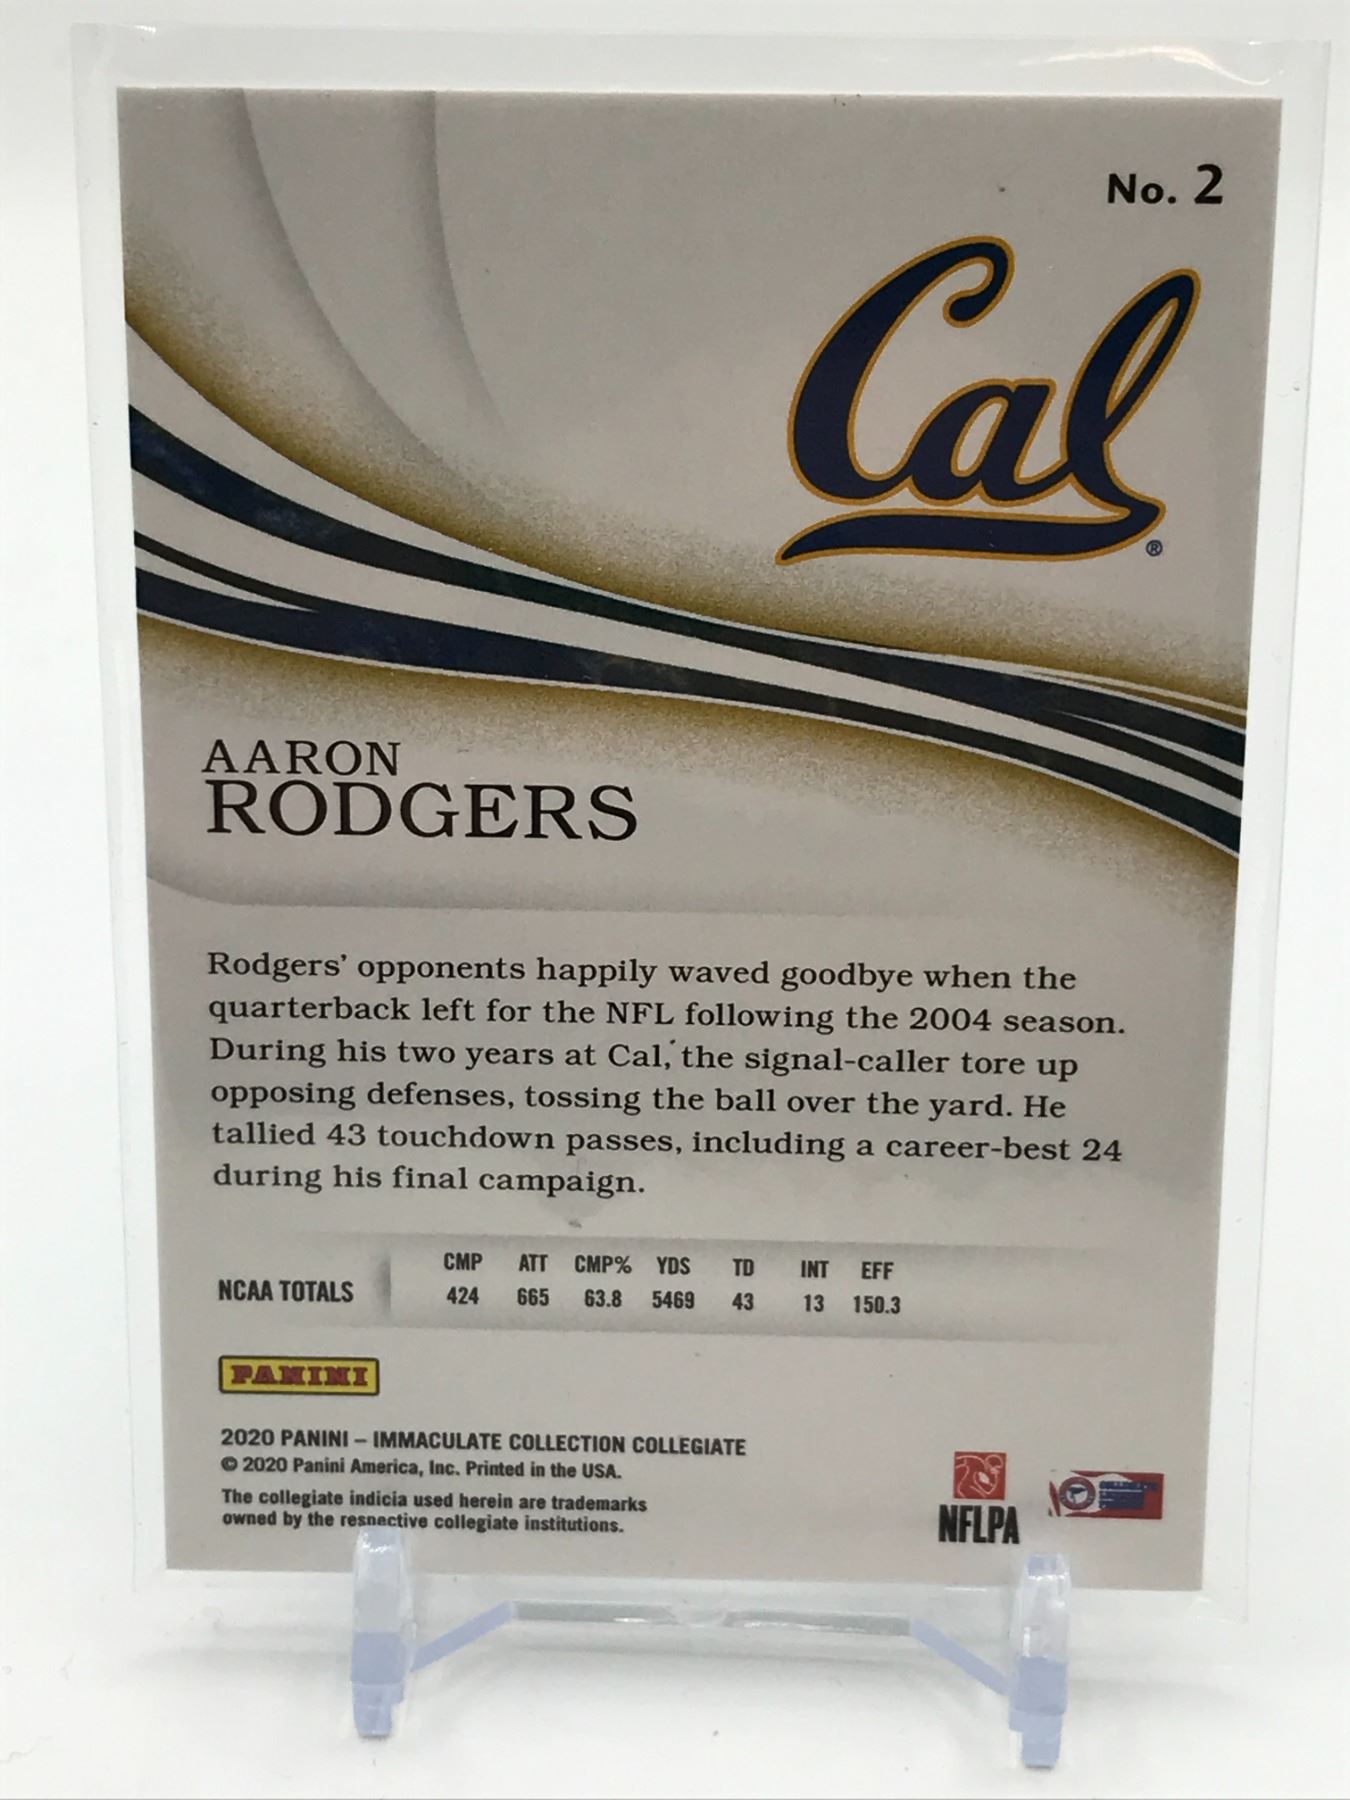 No. 2
Cal
®
AARON
RODGERS
Rodgers' opponents happily waved goodbye when the
quarterback left for the NFL following the 2004 season.
During his two years at Cal, the signal-caller tore up
opposing defenses, tossing the ball over the yard. He
tallied 43 touchdown passes, including a career-best 24
during his final campaign.
CMP ATT CMP% YDS TD INT EFF
NCAA TOTALS 424 665 63.8 5469 43 13 150.3
PANINI
2020 PANINI – IMMACULATE COLLECTION COLLEGIATE
© 2020 Panini America, Inc. Printed in the USA.
The collegiate indicia used herein are trademarks
owned by the respective collegiate institutions.
NFLPA